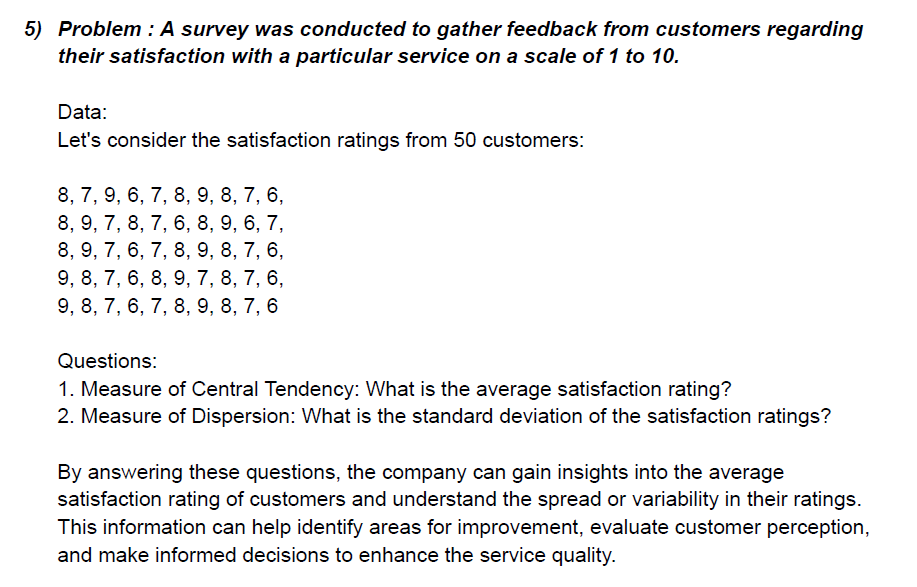 5) Problem : A survey was conducted to gather feedback from customers regarding
their satisfaction with a particular service on a scale of 1 to 10.
Data:
Let's consider the satisfaction ratings from 50 customers:
8, 7, 9, 6, 7, 8, 9, 8, 7, 6,
8, 9, 7, 8, 7, 6, 8, 9, 6, 7,
8, 9, 7, 6, 7, 8, 9, 8, 7, 6,
9, 8, 7, 6, 8, 9, 7, 8, 7, 6,
9, 8, 7, 6, 7, 8, 9, 8, 7, 6
Questions:
1. Measure of Central Tendency: What is the average satisfaction rating?
2. Measure of Dispersion: What is the standard deviation of the satisfaction ratings?
By answering these questions, the company can gain insights into the average
satisfaction rating of customers and understand the spread or variability in their ratings.
This information can help identify areas for improvement, evaluate customer perception,
and make informed decisions to enhance the service quality.